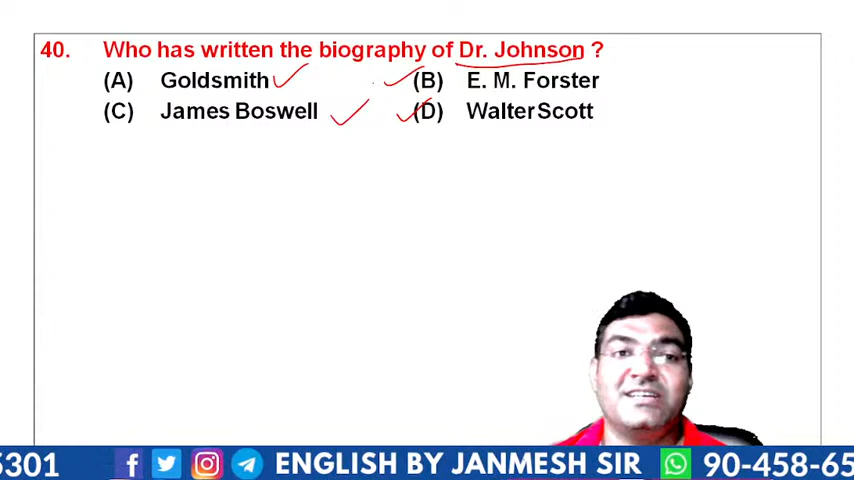 40. Who has written the biography of Dr. Johnson ?
(A) Goldsmith (B) E. M. Forster
(C) James Boswell (D) Walter Scott
5301 ENGLISH BY JANMESH SIR 90-458-65